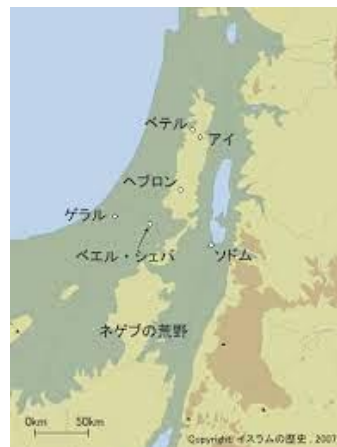 ベテル
アイ
ヘブロン
ゲラル
ベエル・シェバ
ソドム
ネゲブの荒野
0km 50km
Copyright: イスラムの歴史, 2007